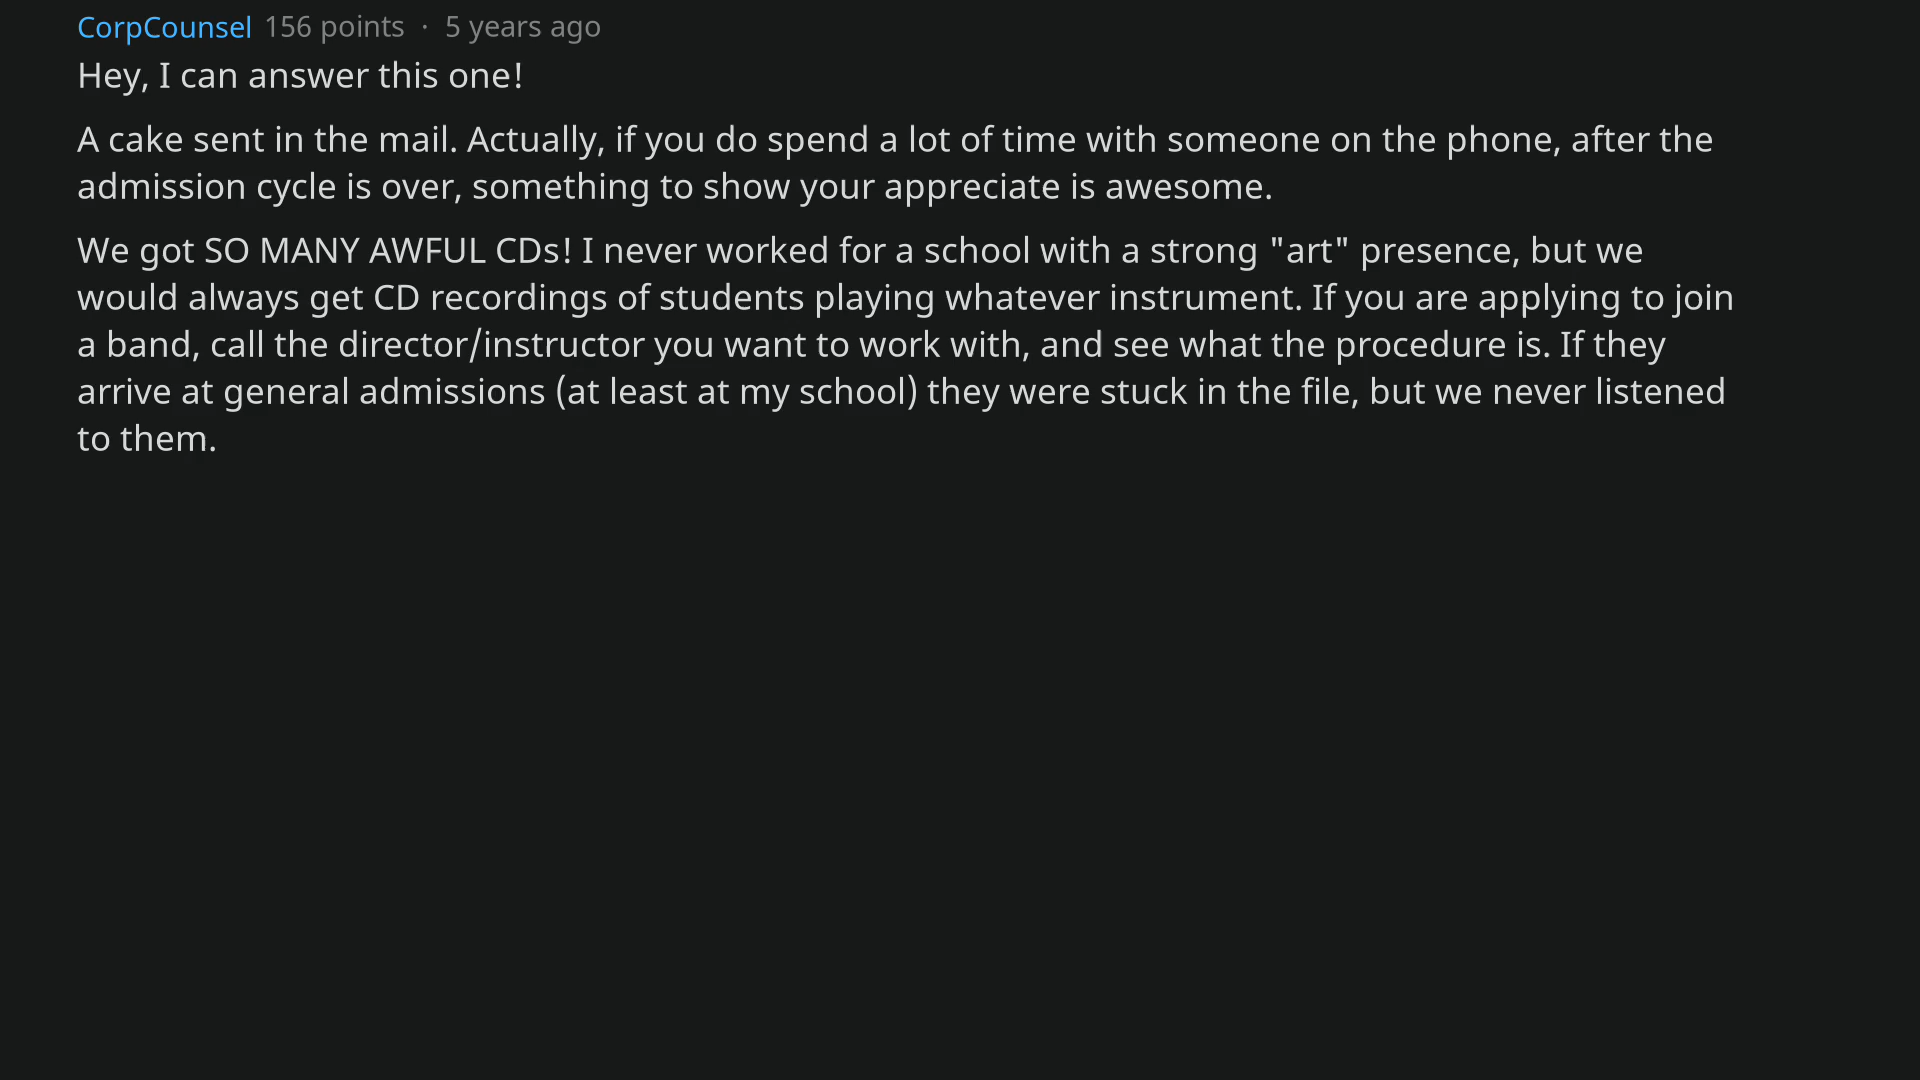 CorpCounsel 156 points · 5 years ago
Hey, I can answer this one!
A cake sent in the mail. Actually, if you do spend a lot of time with someone on the phone, after the
admission cycle is over, something to show your appreciate is awesome.
We got SO MANY AWFUL CDs! I never worked for a school with a strong "art" presence, but we
would always get CD recordings of students playing whatever instrument. If you are applying to join
a band, call the director/instructor you want to work with, and see what the procedure is. If they
arrive at general admissions (at least at my school) they were stuck in the file, but we never listened
to them.